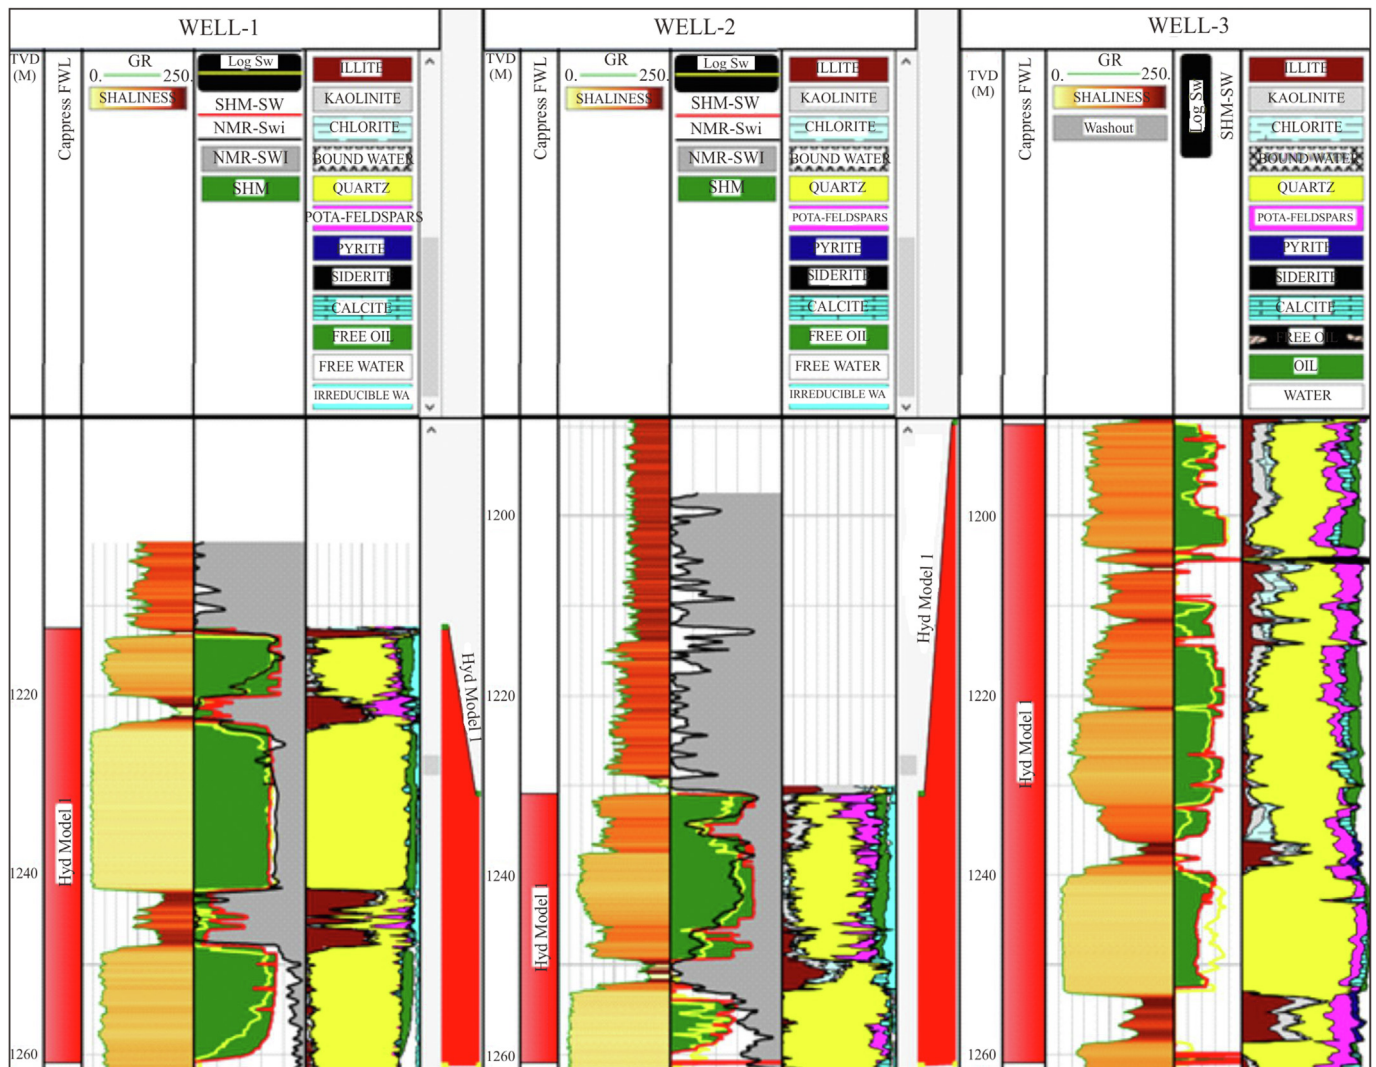 WELL-1
TVD
(M)
Cappress FWL
GR
0. 250.
SHALINESS
Log Sw
SHM-SW
NMR-Swi
NMR-SWI
SHM
ILLITE
KAOLINITE
CHLORITE
BOUND WATER
QUARTZ
POTA-FELDSPARS
PYRITE
SIDERITE
CALCITE
FREE OIL
FREE WATER
IRREDUCIBLE WA
1220
1240
1260
Hyd Model 1
Hyd Model 1
WELL-2
TVD
(M)
Cappress FWL
GR
0. 250.
SHALINESS
Log Sw
SHM-SW
NMR-Swi
NMR-SWI
SHM
ILLITE
KAOLINITE
CHLORITE
BOUND WATER
QUARTZ
POTA-FELDSPARS
PYRITE
SIDERITE
CALCITE
FREE OIL
FREE WATER
IRREDUCIBLE WA
1200
1220
1240
1260
Hyd Model 1
Hyd Model 1
WELL-3
TVD
(M)
Cappress FWL
GR
0. 250.
SHALINESS
Washout
Log Sw
SHM-SW
ILLITE
KAOLINITE
CHLORITE
BOUND WATER
QUARTZ
POTA-FELDSPARS
PYRITE
SIDERITE
CALCITE
FREE OIL
OIL
WATER
1200
1220
1240
1260
Hyd Model 1